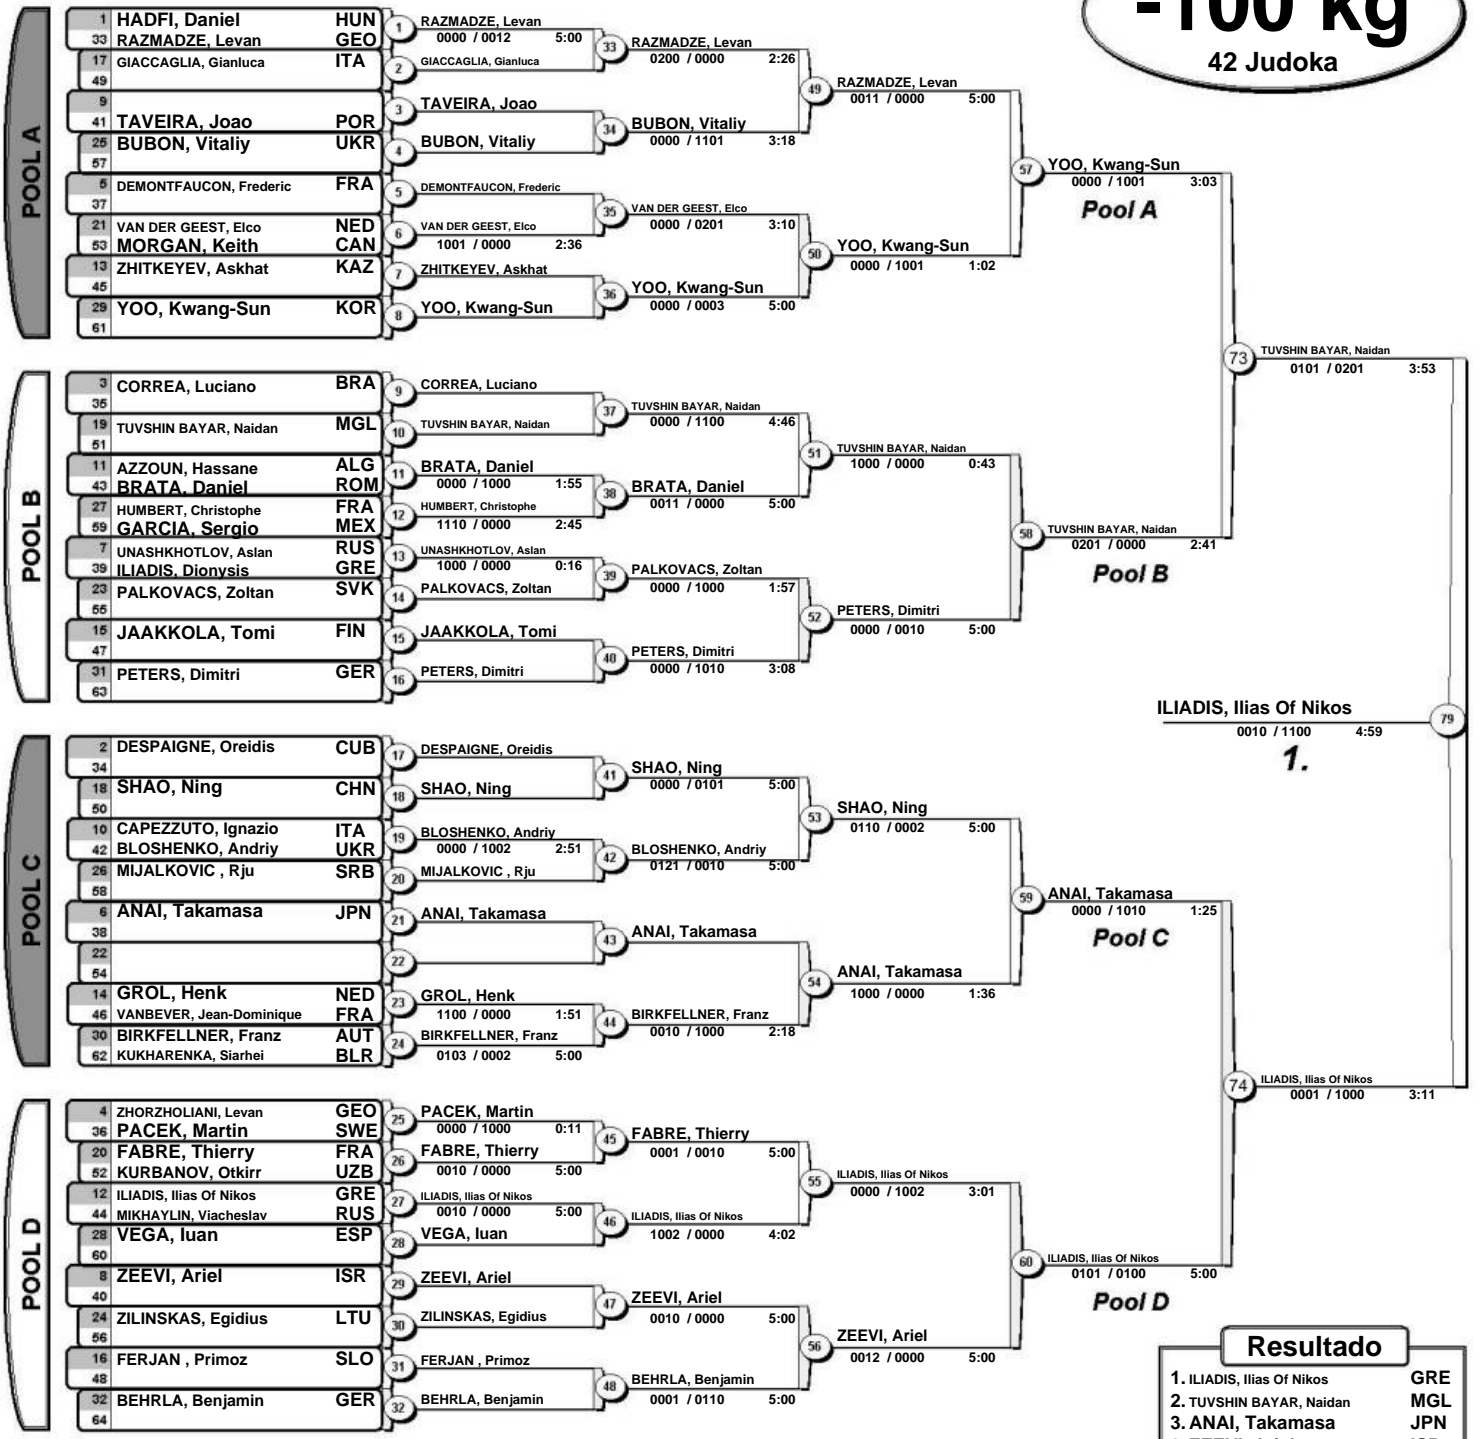 -100 kg
42 Judoka
POOL A
1 HADFI, Daniel HUN
33 RAZMADZE, Levan GEO
17 GIACCAGLIA, Gianluca ITA
49
9
41 TAVEIRA, Joao POR
25 BUBON, Vitaliy UKR
57
5 DEMONTFAUCON, Frederic FRA
37
21 VAN DER GEEST, Elco NED
53 MORGAN, Keith CAN
13 ZHITKEYEV, Askhat KAZ
45
29 YOO, Kwang-Sun KOR
61
1 RAZMADZE, Levan
0000 / 0012 5:00
2 GIACCAGLIA, Gianluca
3 TAVEIRA, Joao
4 BUBON, Vitaliy
5 DEMONTFAUCON, Frederic
6 VAN DER GEEST, Elco
1001 / 0000 2:36
7 ZHITKEYEV, Askhat
8 YOO, Kwang-Sun
33 RAZMADZE, Levan
0200 / 0000 2:26
34 BUBON, Vitaliy
0000 / 1101 3:18
35 VAN DER GEEST, Elco
0000 / 0201 3:10
36 YOO, Kwang-Sun
0000 / 0003 5:00
49 RAZMADZE, Levan
0011 / 0000 5:00
50 YOO, Kwang-Sun
0000 / 1001 1:02
57 YOO, Kwang-Sun
0000 / 1001 3:03
Pool A
POOL B
3 CORREA, Luciano BRA
35
19 TUVSHIN BAYAR, Naidan MGL
51
11 AZZOUN, Hassane ALG
43 BRATA, Daniel ROM
27 HUMBERT, Christophe FRA
59 GARCIA, Sergio MEX
7 UNASHKHOTLOV, Aslan RUS
39 ILIADIS, Dionysis GRE
23 PALKOVACS, Zoltan SVK
55
15 JAAKKOLA, Tomi FIN
47
31 PETERS, Dimitri GER
63
9 CORREA, Luciano
10 TUVSHIN BAYAR, Naidan
11 BRATA, Daniel
0000 / 1000 1:55
12 HUMBERT, Christophe
1110 / 0000 2:45
13 UNASHKHOTLOV, Aslan
1000 / 0000 0:16
14 PALKOVACS, Zoltan
15 JAAKKOLA, Tomi
16 PETERS, Dimitri
37 TUVSHIN BAYAR, Naidan
0000 / 1100 4:46
38 BRATA, Daniel
0011 / 0000 5:00
39 PALKOVACS, Zoltan
0000 / 1000 1:57
40 PETERS, Dimitri
0000 / 1010 3:08
51 TUVSHIN BAYAR, Naidan
1000 / 0000 0:43
52 PETERS, Dimitri
0000 / 0010 5:00
58 TUVSHIN BAYAR, Naidan
0201 / 0000 2:41
Pool B
73 TUVSHIN BAYAR, Naidan
0101 / 0201 3:53
79 ILIADIS, Ilias Of Nikos
0010 / 1100 4:59
1.
POOL C
2 DESPAIGNE, Oreidis CUB
34
18 SHAO, Ning CHN
50
10 CAPEZZUTO, Ignazio ITA
42 BLOSHENKO, Andriy UKR
26 MIJALKOVIC , Rju SRB
58
6 ANAI, Takamasa JPN
38
22
54
14 GROL, Henk NED
46 VANBEVER, Jean-Dominique FRA
30 BIRKFELLNER, Franz AUT
62 KUKHARENKA, Siarhei BLR
17 DESPAIGNE, Oreidis
18 SHAO, Ning
19 BLOSHENKO, Andriy
0000 / 1002 2:51
20 MIJALKOVIC , Rju
21 ANAI, Takamasa
22
23 GROL, Henk
1100 / 0000 1:51
24 BIRKFELLNER, Franz
0103 / 0002 5:00
41 SHAO, Ning
0000 / 0101 5:00
42 BLOSHENKO, Andriy
0121 / 0010 5:00
43 ANAI, Takamasa
44 BIRKFELLNER, Franz
0010 / 1000 2:18
53 SHAO, Ning
0110 / 0002 5:00
54 ANAI, Takamasa
1000 / 0000 1:36
59 ANAI, Takamasa
0000 / 1010 1:25
Pool C
POOL D
4 ZHORZHOLIANI, Levan GEO
36 PACEK, Martin SWE
20 FABRE, Thierry FRA
52 KURBANOV, Otkirr UZB
12 ILIADIS, Ilias Of Nikos GRE
44 MIKHAYLIN, Viacheslav RUS
28 VEGA, Iuan ESP
60
8 ZEEVI, Ariel ISR
40
24 ZILINSKAS, Egidius LTU
56
16 FERJAN , Primoz SLO
48
32 BEHRLA, Benjamin GER
64
25 PACEK, Martin
0000 / 1000 0:11
26 FABRE, Thierry
0010 / 0000 5:00
27 ILIADIS, Ilias Of Nikos
0010 / 0000 5:00
28 VEGA, Iuan
29 ZEEVI, Ariel
30 ZILINSKAS, Egidius
31 FERJAN , Primoz
32 BEHRLA, Benjamin
45 FABRE, Thierry
0001 / 0010 5:00
46 ILIADIS, Ilias Of Nikos
1002 / 0000 4:02
47 ZEEVI, Ariel
0010 / 0000 5:00
48 BEHRLA, Benjamin
0001 / 0110 5:00
55 ILIADIS, Ilias Of Nikos
0000 / 1002 3:01
56 ZEEVI, Ariel
0012 / 0000 5:00
60 ILIADIS, Ilias Of Nikos
0101 / 0100 5:00
Pool D
74 ILIADIS, Ilias Of Nikos
0001 / 1000 3:11
Resultado
1. ILIADIS, Ilias Of Nikos GRE
2. TUVSHIN BAYAR, Naidan MGL
3. ANAI, Takamasa JPN